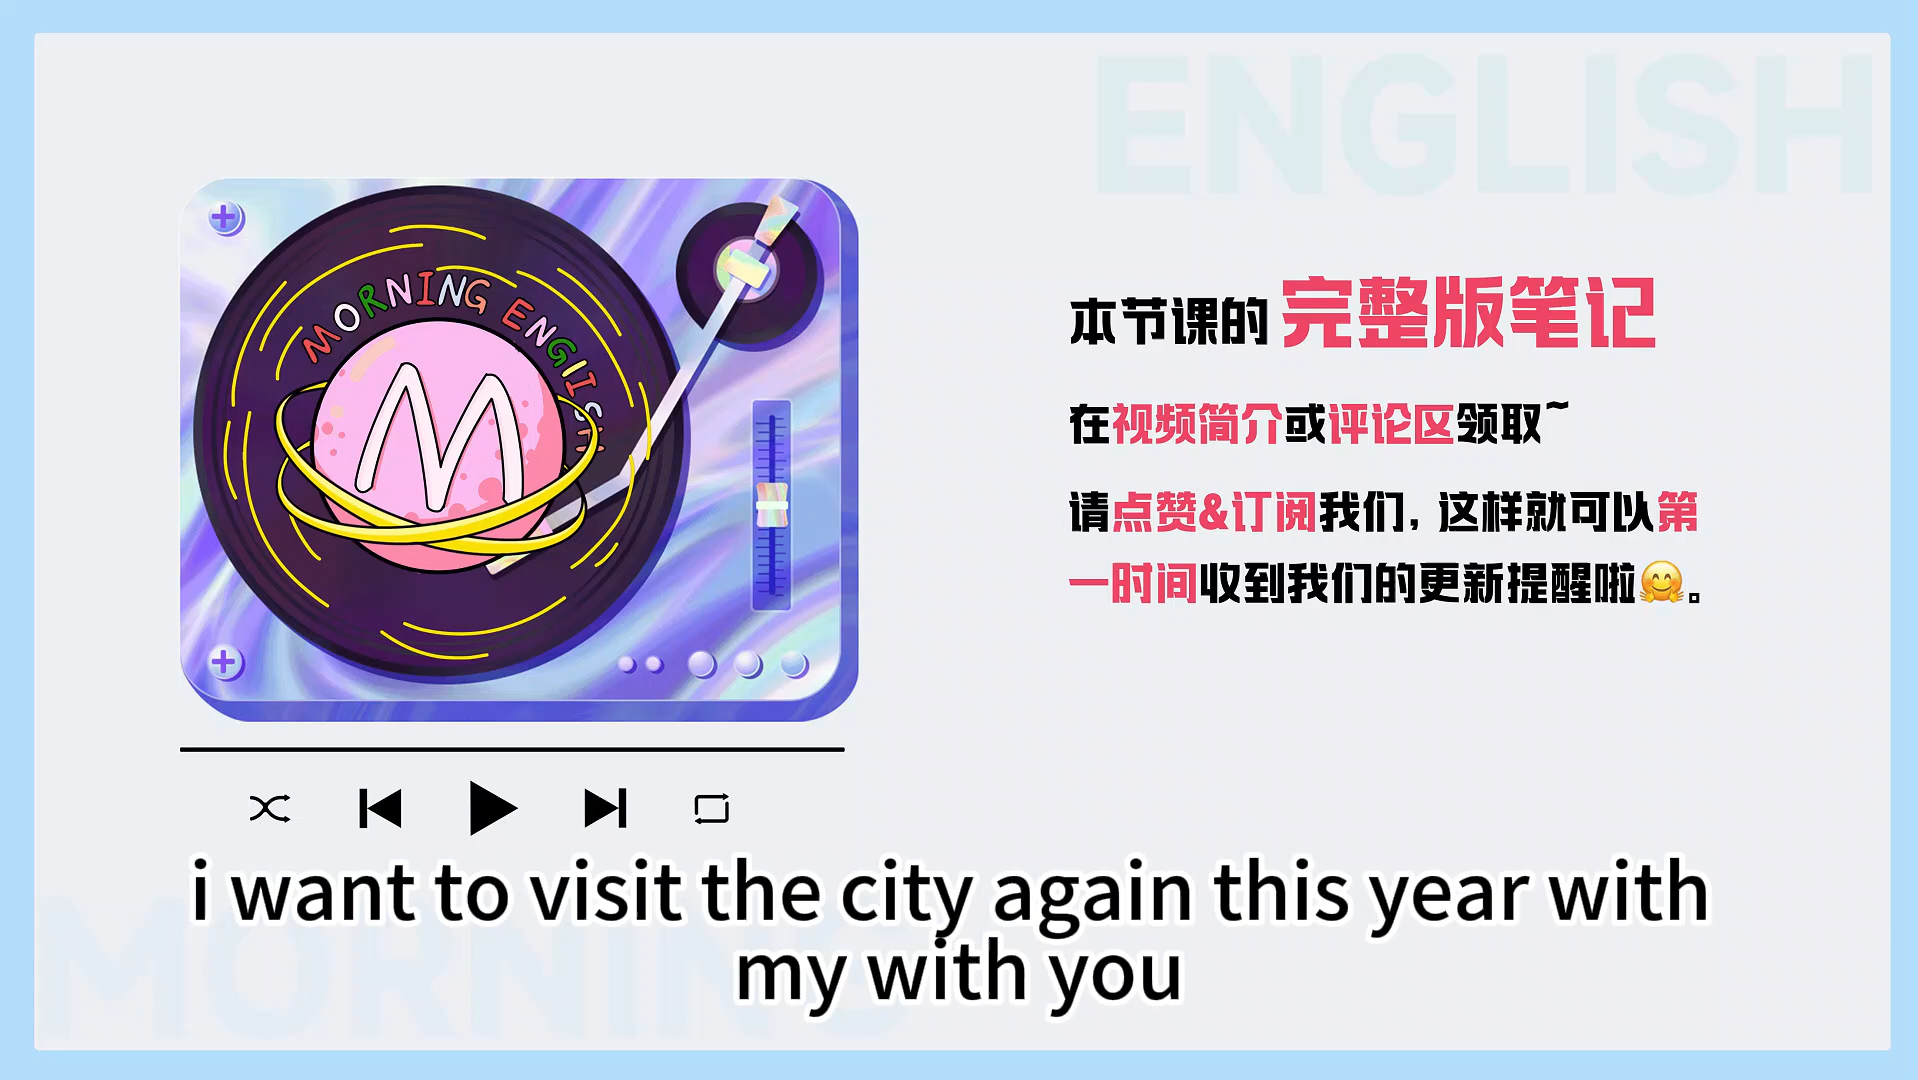 ENGLISH
MORNING ENGLISH
M
本节课的 完整版笔记
在视频简介或评论区领取~
请点赞&订阅我们, 这样就可以第
一时间收到我们的更新提醒啦🤗。
i want to visit the city again this year with
my with you
MORNING